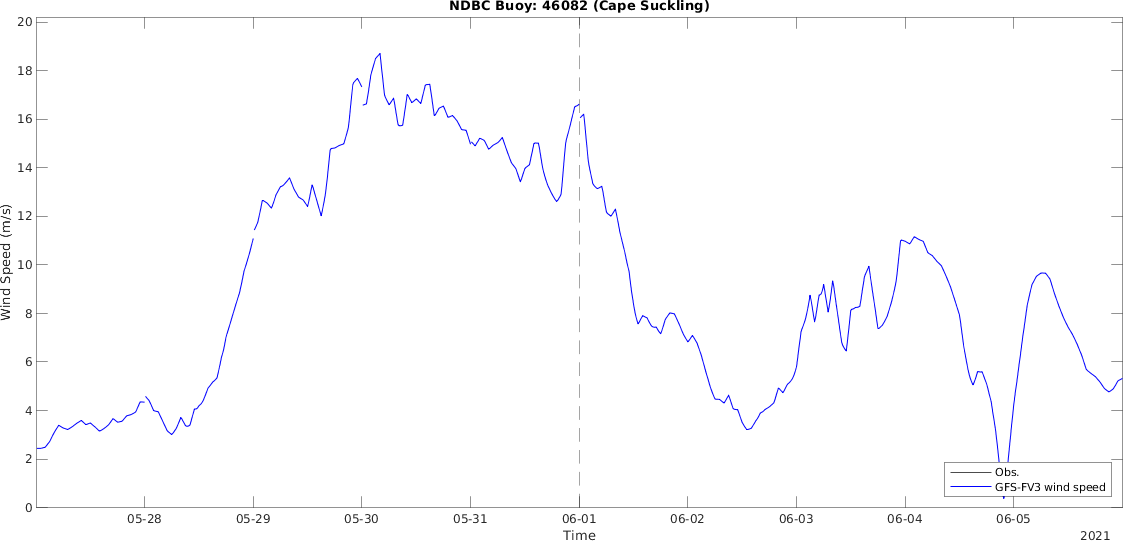 NDBC Buoy: 46082 (Cape Suckling)
Wind Speed (m/s)
20
18
16
14
12
10
8
6
4
2
0
05-28 05-29 05-30 05-31 06-01 06-02 06-03 06-04 06-05
Time
2021
Obs.
GFS-FV3 wind speed